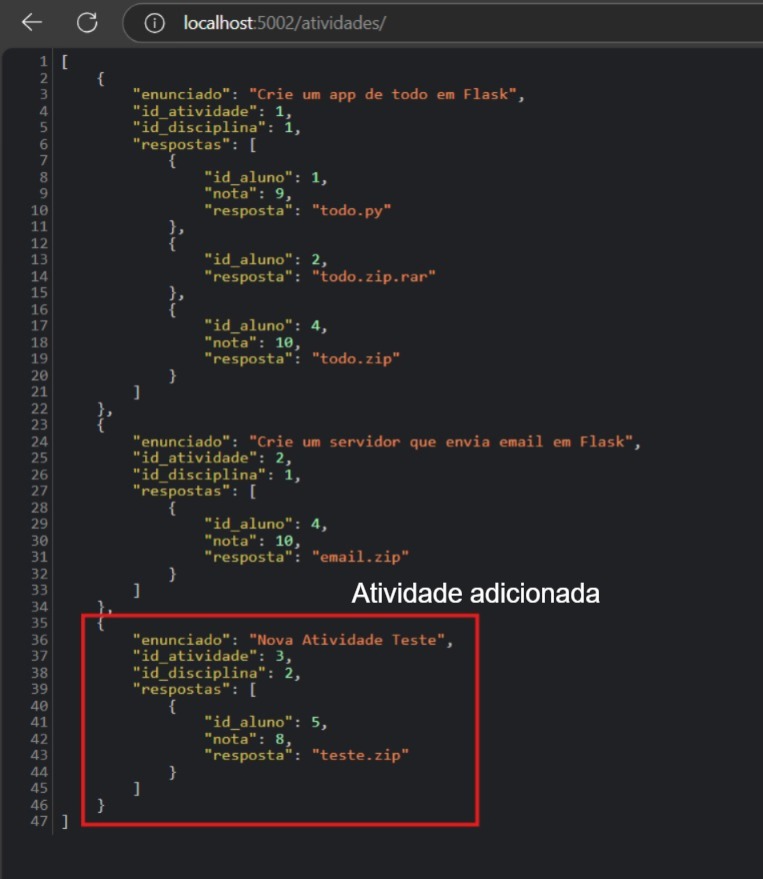 localhost:5002/atividades/
1 [
2     {
3         "enunciado": "Crie um app de todo em Flask",
4         "id_atividade": 1,
5         "id_disciplina": 1,
6         "respostas": [
7             {
8                 "id_aluno": 1,
9                 "nota": 9,
10                 "resposta": "todo.py"
11             },
12             {
13                 "id_aluno": 2,
14                 "resposta": "todo.zip.rar"
15             },
16             {
17                 "id_aluno": 4,
18                 "nota": 10,
19                 "resposta": "todo.zip"
20             }
21         ]
22     },
23     {
24         "enunciado": "Crie um servidor que envia email em Flask",
25         "id_atividade": 2,
26         "id_disciplina": 1,
27         "respostas": [
28             {
29                 "id_aluno": 4,
30                 "nota": 10,
31                 "resposta": "email.zip"
32             }
33         ]
Atividade adicionada
34     },
35     {
36         "enunciado": "Nova Atividade Teste",
37         "id_atividade": 3,
38         "id_disciplina": 2,
39         "respostas": [
40             {
41                 "id_aluno": 5,
42                 "nota": 8,
43                 "resposta": "teste.zip"
44             }
45         ]
46     }
47 ]